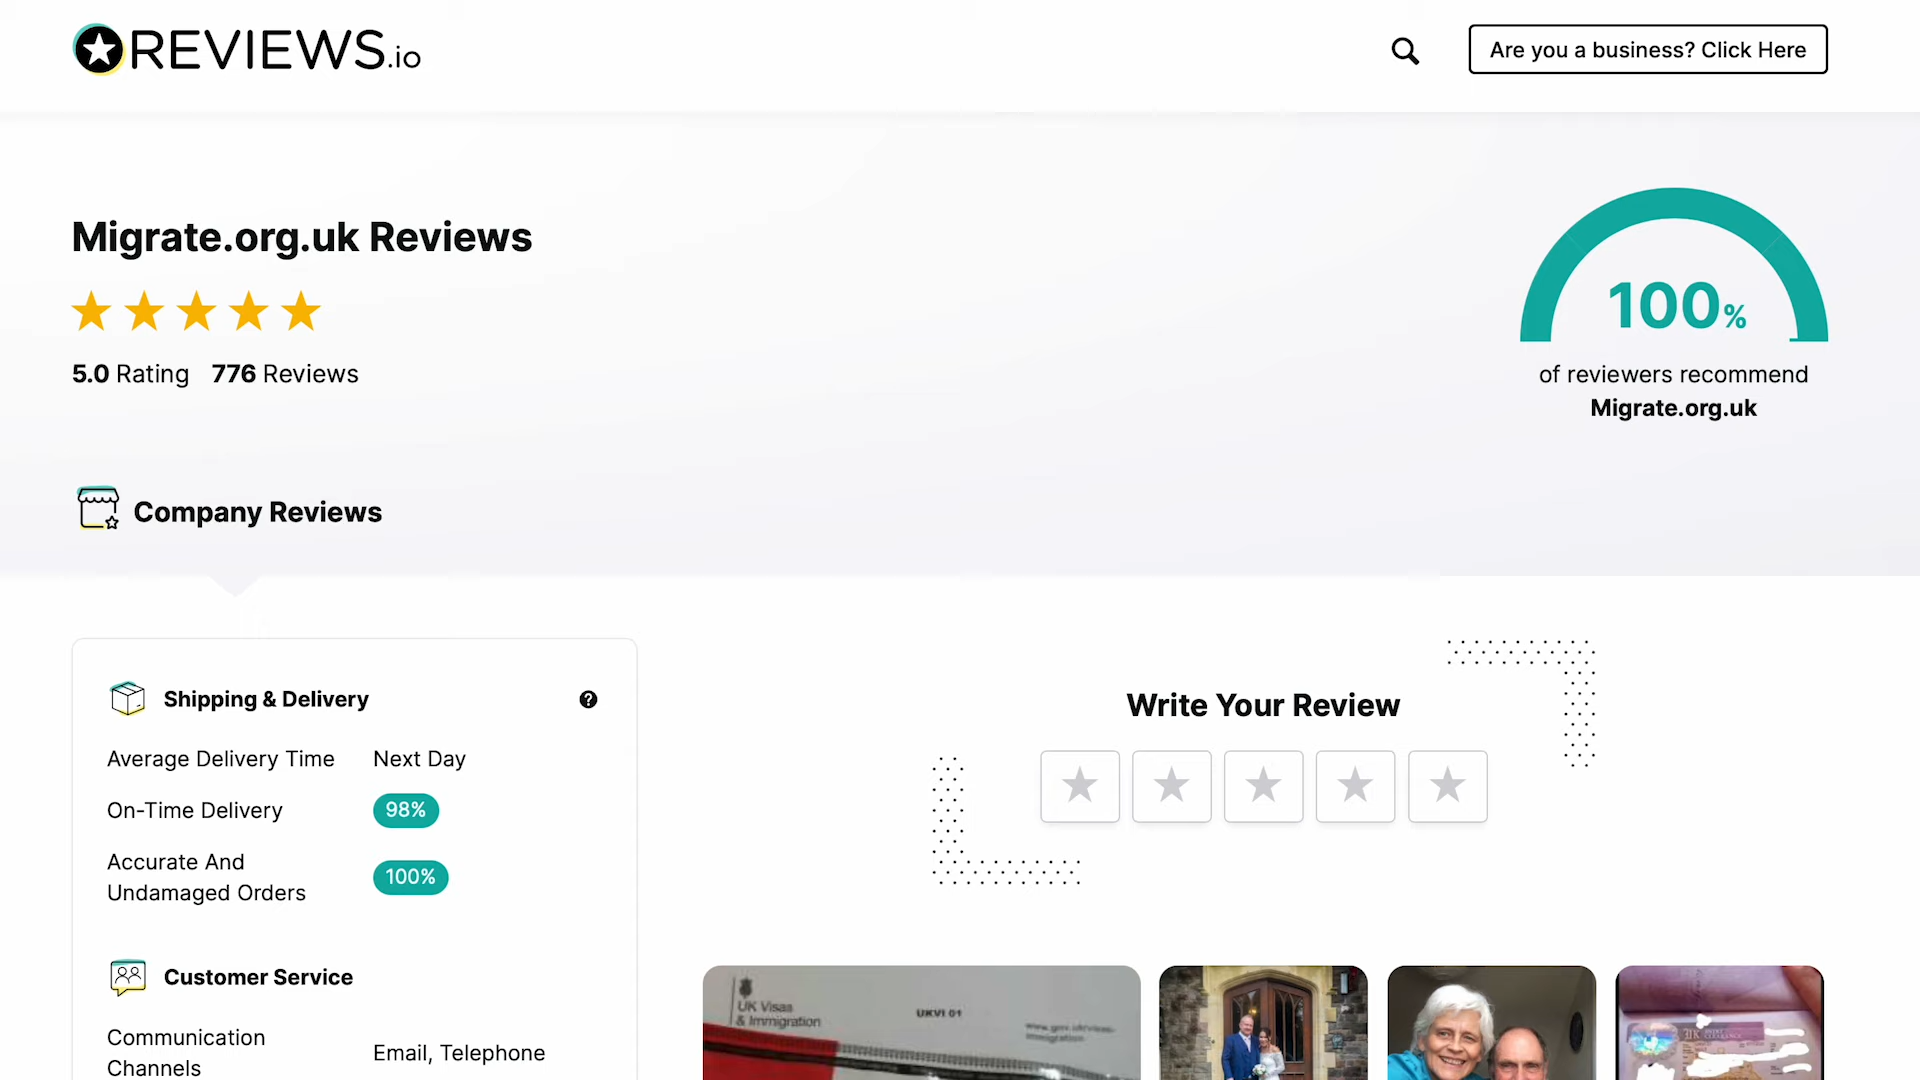 REVIEWS.io
Are you a business? Click Here
Migrate.org.uk Reviews
5.0 Rating 776 Reviews
100%
of reviewers recommend
Migrate.org.uk
Company Reviews
Shipping & Delivery
?
Average Delivery Time Next Day
On-Time Delivery 98%
Accurate And
Undamaged Orders 100%
Customer Service
Communication
Channels
Email, Telephone
Write Your Review
UK Visas
& Immigration
UKVI 01